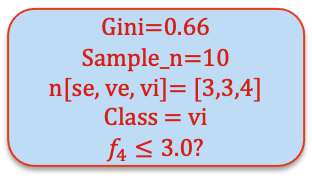 Gini=0.66
Sample_n=10
n[se, ve, vi]= [3,3,4]
Class = vi
f₄ ≤ 3.0?